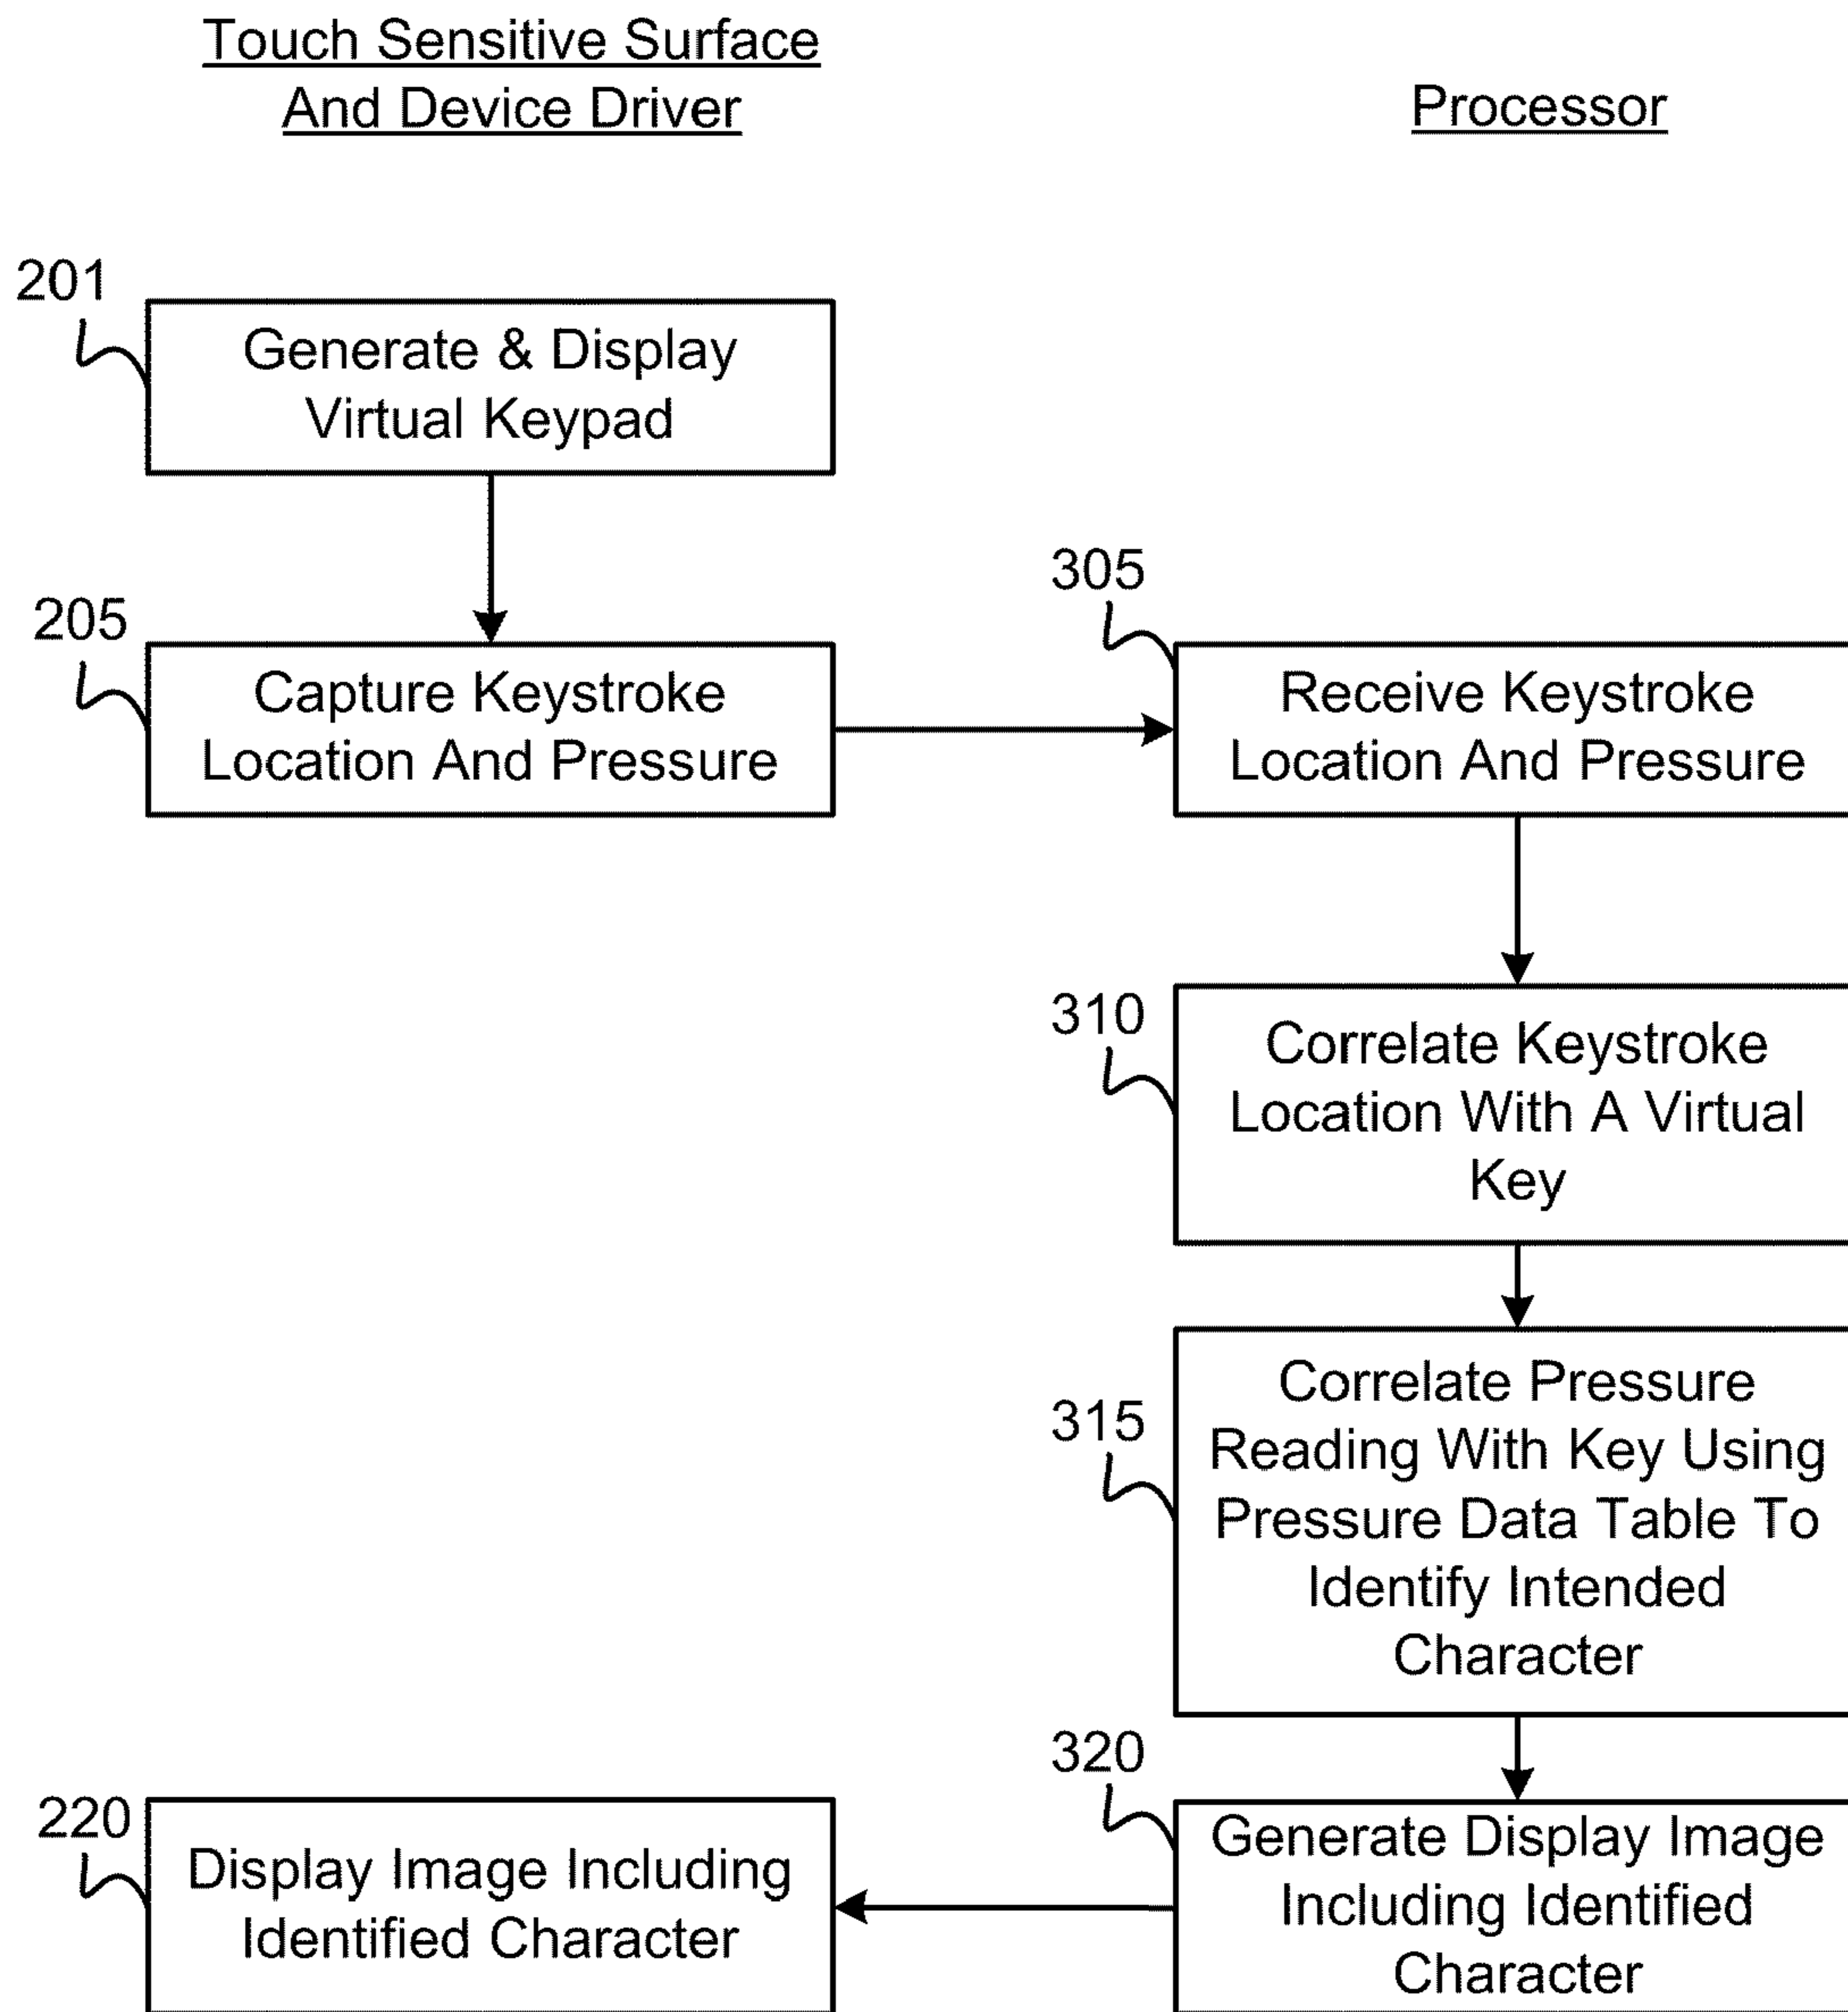 Touch Sensitive Surface
And Device Driver
Processor
201
Generate & Display
Virtual Keypad
205
Capture Keystroke
Location And Pressure
305
Receive Keystroke
Location And Pressure
310
Correlate Keystroke
Location With A Virtual
Key
315
Correlate Pressure
Reading With Key Using
Pressure Data Table To
Identify Intended
Character
320
Generate Display Image
Including Identified
Character
220
Display Image Including
Identified Character